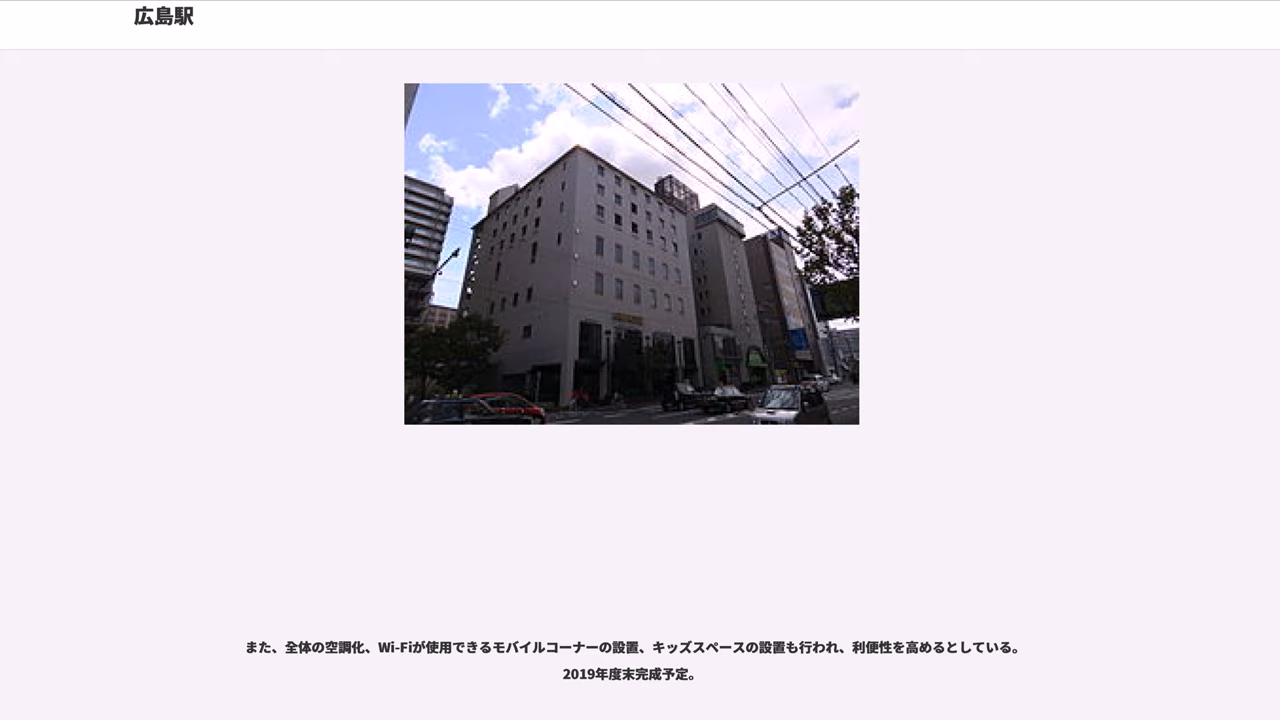 広島駅
また、全体の空調化、Wi-Fiが使用できるモバイルコーナーの設置、キッズスペースの設置も行われ、利便性を高めるとしている。
2019年度末完成予定。